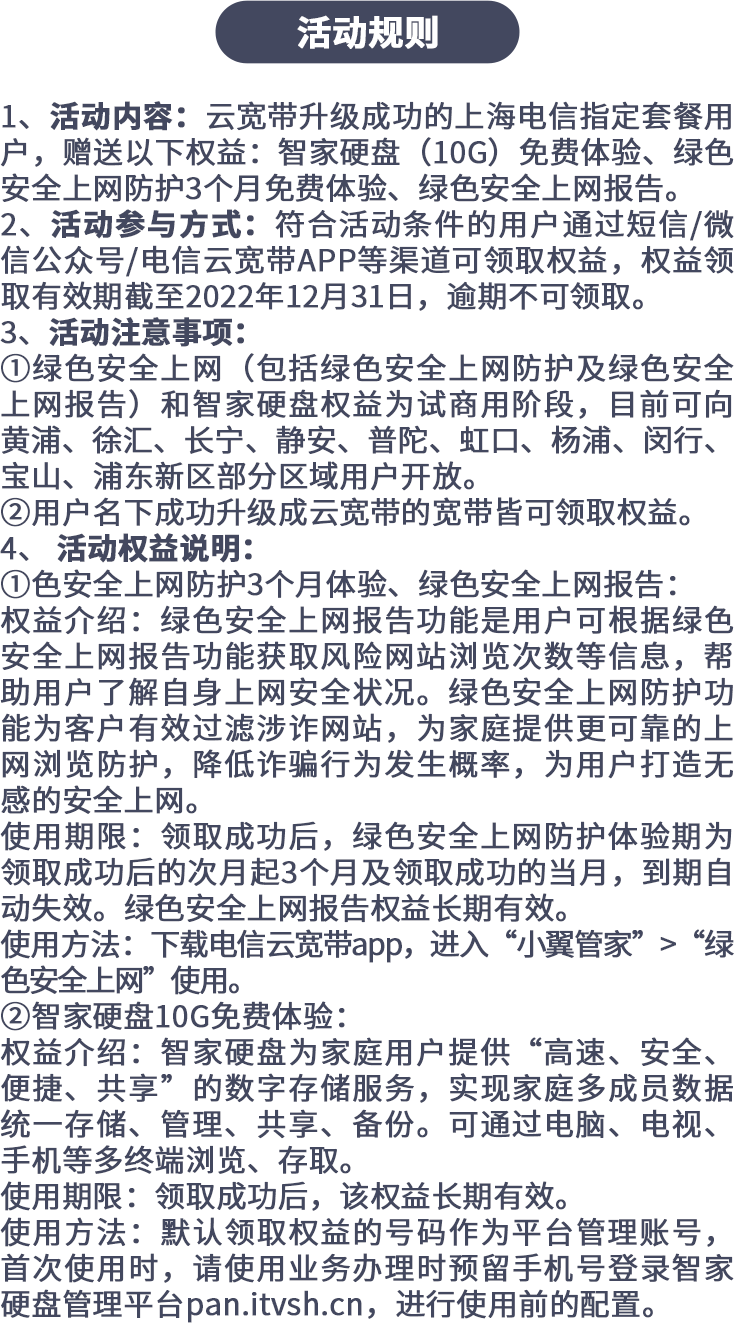 活动规则
1、活动内容：云宽带升级成功的上海电信指定套餐用
户，赠送以下权益：智家硬盘（10G）免费体验、绿色
安全上网防护3个月免费体验、绿色安全上网报告。
2、活动参与方式：符合活动条件的用户通过短信/微
信公众号/电信云宽带APP等渠道可领取权益，权益领
取有效期截至2022年12月31日，逾期不可领取。
3、活动注意事项：
①绿色安全上网（包括绿色安全上网防护及绿色安全
上网报告）和智家硬盘权益为试商用阶段，目前可向
黄浦、徐汇、长宁、静安、普陀、虹口、杨浦、闵行、
宝山、浦东新区部分区域用户开放。
②用户名下成功升级成云宽带的宽带皆可领取权益。
4、 活动权益说明：
①色安全上网防护3个月体验、绿色安全上网报告：
权益介绍：绿色安全上网报告功能是用户可根据绿色
安全上网报告功能获取风险网站浏览次数等信息，帮
助用户了解自身上网安全状况。绿色安全上网防护功
能为客户有效过滤涉诈网站，为家庭提供更可靠的上
网浏览防护，降低诈骗行为发生概率，为用户打造无
感的安全上网。
使用期限：领取成功后，绿色安全上网防护体验期为
领取成功后的次月起3个月及领取成功的当月，到期自
动失效。绿色安全上网报告权益长期有效。
使用方法：下载电信云宽带app，进入“小翼管家”>“绿
色安全上网”使用。
②智家硬盘10G免费体验：
权益介绍：智家硬盘为家庭用户提供“高速、安全、
便捷、共享”的数字存储服务，实现家庭多成员数据
统一存储、管理、共享、备份。可通过电脑、电视、
手机等多终端浏览、存取。
使用期限：领取成功后，该权益长期有效。
使用方法：默认领取权益的号码作为平台管理账号，
首次使用时，请使用业务办理时预留手机号登录智家
硬盘管理平台pan.itvsh.cn，进行使用前的配置。